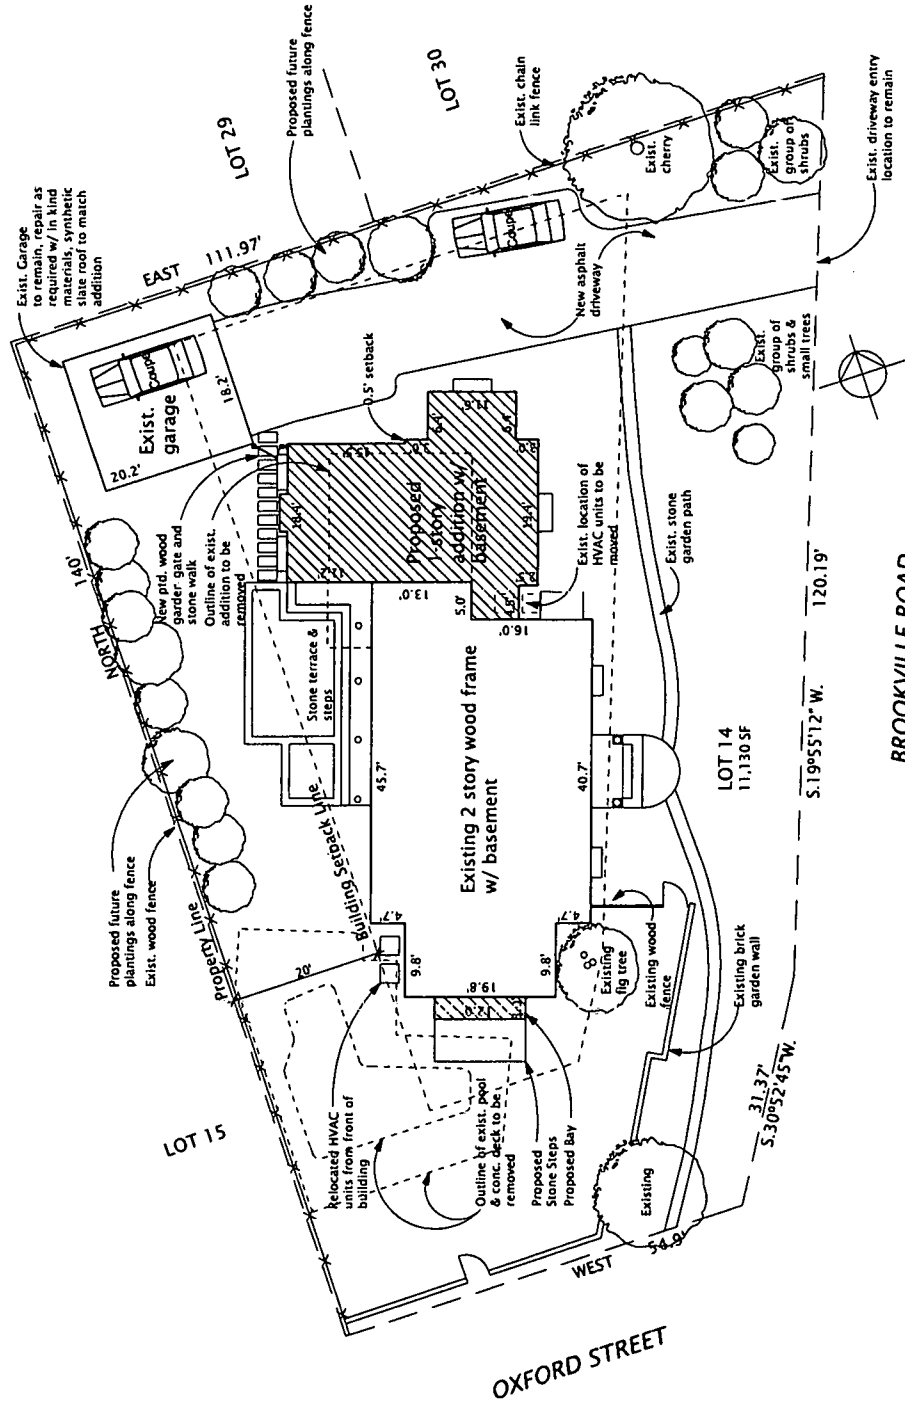 Exist. Garage
to remain, repair as
required w/ in kind
materials, synthetic
slate roof to match
addition
EAST
111.97'
LOT 29
Proposed future
plantings along fence
LOT 30
Exist. chain
link fence
Coupe
Exist.
garage
20.2'
18.2'
Coupe
Exist.
cherry
Exist.
group of
shrubs
Exist. driveway entry
location to remain
New asphalt
driveway
0.5' setback
Exist.
group of
shrubs &
small trees
140'
NORTH
New ptd. wood
garden gate and
stone walk
Outline of exist.
addition to be
removed
Proposed
1-story
addition w/
basement
18.4'
11.6'
14.4'
13.0'
5.0'
16.0'
Exist. location of
HVAC units to be
moved
Exist. stone
garden path
Stone terrace &
steps
45.7'
Existing 2 story wood frame
w/ basement
40.7'
LOT 14
11,130 SF
S.19°55'12" W.
120.19'
BROOKVILLE ROAD
Proposed future
plantings along fence
Exist. wood fence
Property Line
Building Setback Line
20'
4.7'
9.8'
19.8'
9.8'
4.7'
2.0'
Existing
fig tree
Existing wood
fence
Existing brick
garden wall
LOT 15
Relocated HVAC
units from front of
building
Outline of exist. pool
& conc. deck to be
removed
Proposed
Stone Steps
Proposed Bay
31.37'
S.30°52'45"W.
Existing
54.9'
WEST
OXFORD STREET